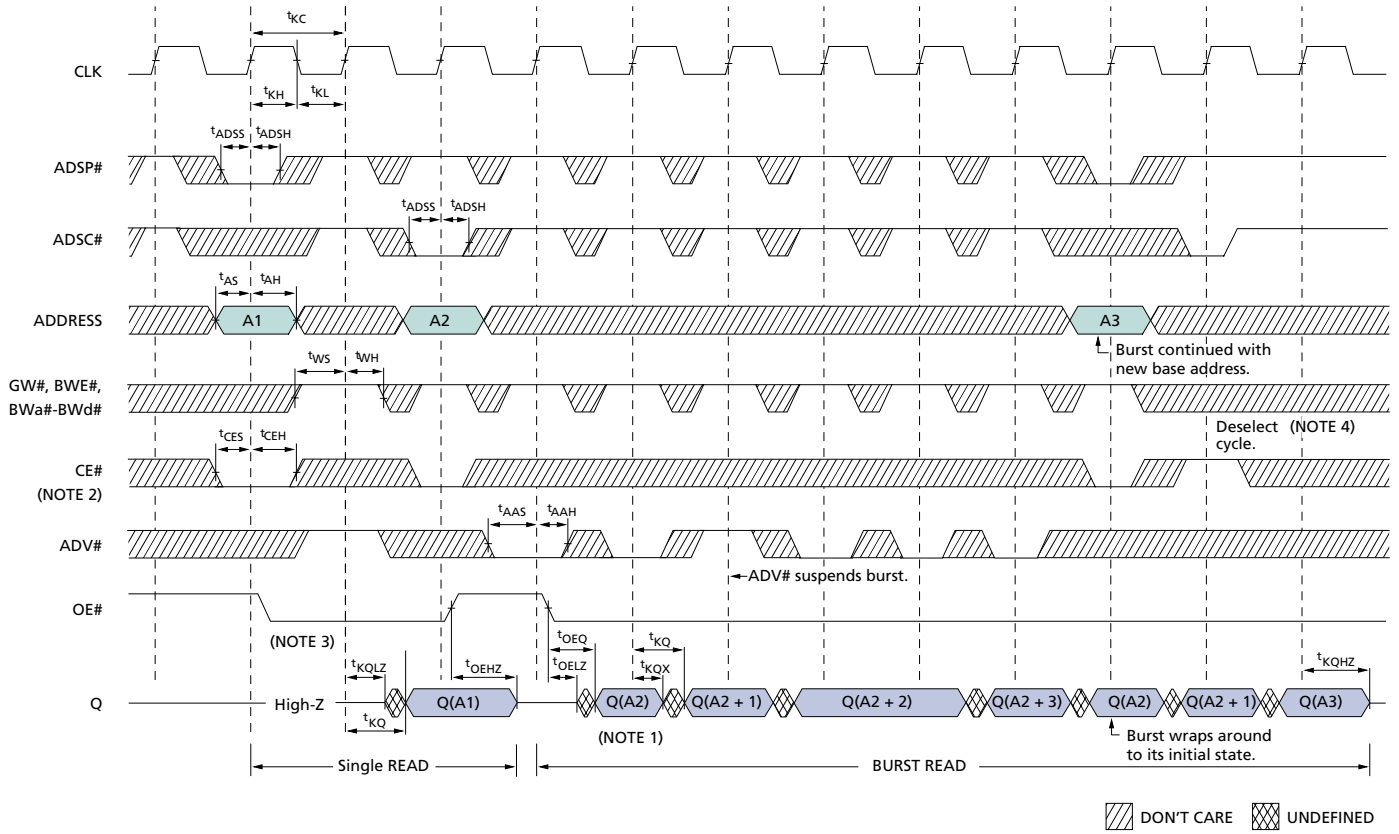 tKC
CLK
tKH tKL
tADSS tADSH
ADSP#
tADSS tADSH
ADSC#
tAS tAH
ADDRESS A1 A2 A3
Burst continued with
new base address.
tWS tWH
GW#, BWE#,
BWa#-BWd#
Deselect (NOTE 4)
cycle.
tCES tCEH
CE#
(NOTE 2)
tAAS tAAH
ADV#
ADV# suspends burst.
OE#
(NOTE 3)
tOEQ tKQ
tKQLZ tOEHZ tOELZ tKQX tKQHZ
Q High-Z Q(A1) Q(A2) Q(A2 + 1) Q(A2 + 2) Q(A2 + 3) Q(A2) Q(A2 + 1) Q(A3)
tKQ
(NOTE 1)
Burst wraps around
to its initial state.
Single READ BURST READ
DON'T CARE UNDEFINED